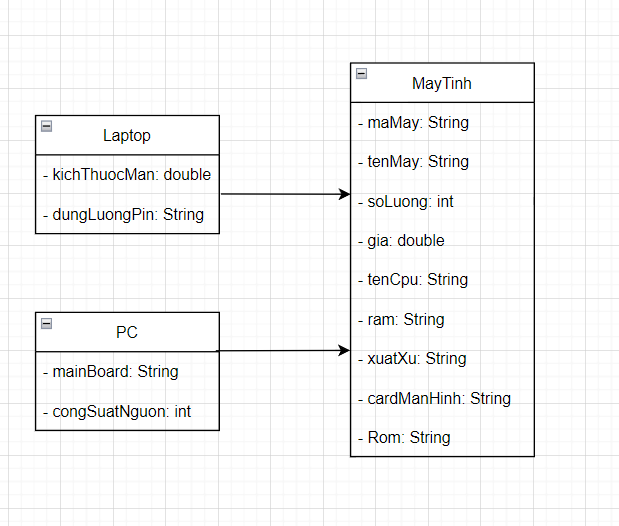 Laptop
- kichThuocMan: double
- dungLuongPin: String
PC
- mainBoard: String
- congSuatNguon: int
MayTinh
- maMay: String
- tenMay: String
- soLuong: int
- gia: double
- tenCpu: String
- ram: String
- xuatXu: String
- cardManHinh: String
- Rom: String